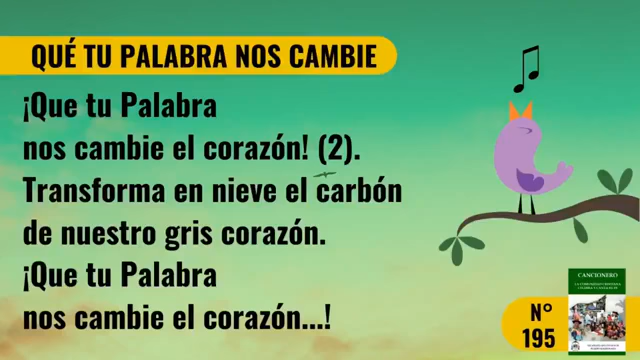 QUÉ TU PALABRA NOS CAMBIE
¡Que tu Palabra
nos cambie el corazón! (2).
Transforma en nieve el carbón
de nuestro gris corazón.
¡Que tu Palabra
nos cambie el corazón...!
N°
195
CANCIONERO